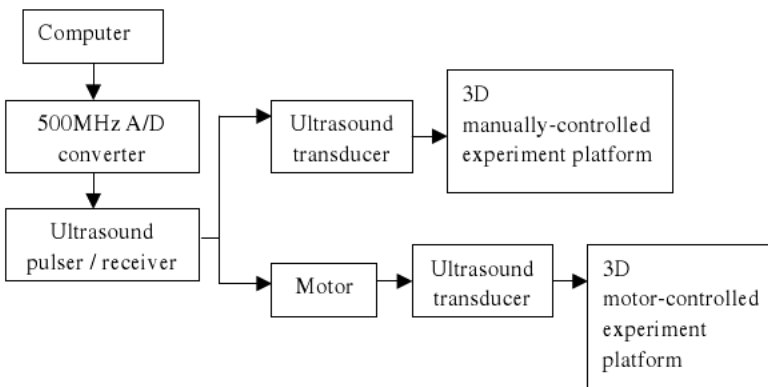 Computer
500MHz A/D
converter
Ultrasound
pulser / receiver
Ultrasound
transducer
3D
manually-controlled
experiment platform
Motor
Ultrasound
transducer
3D
motor-controlled
experiment
platform